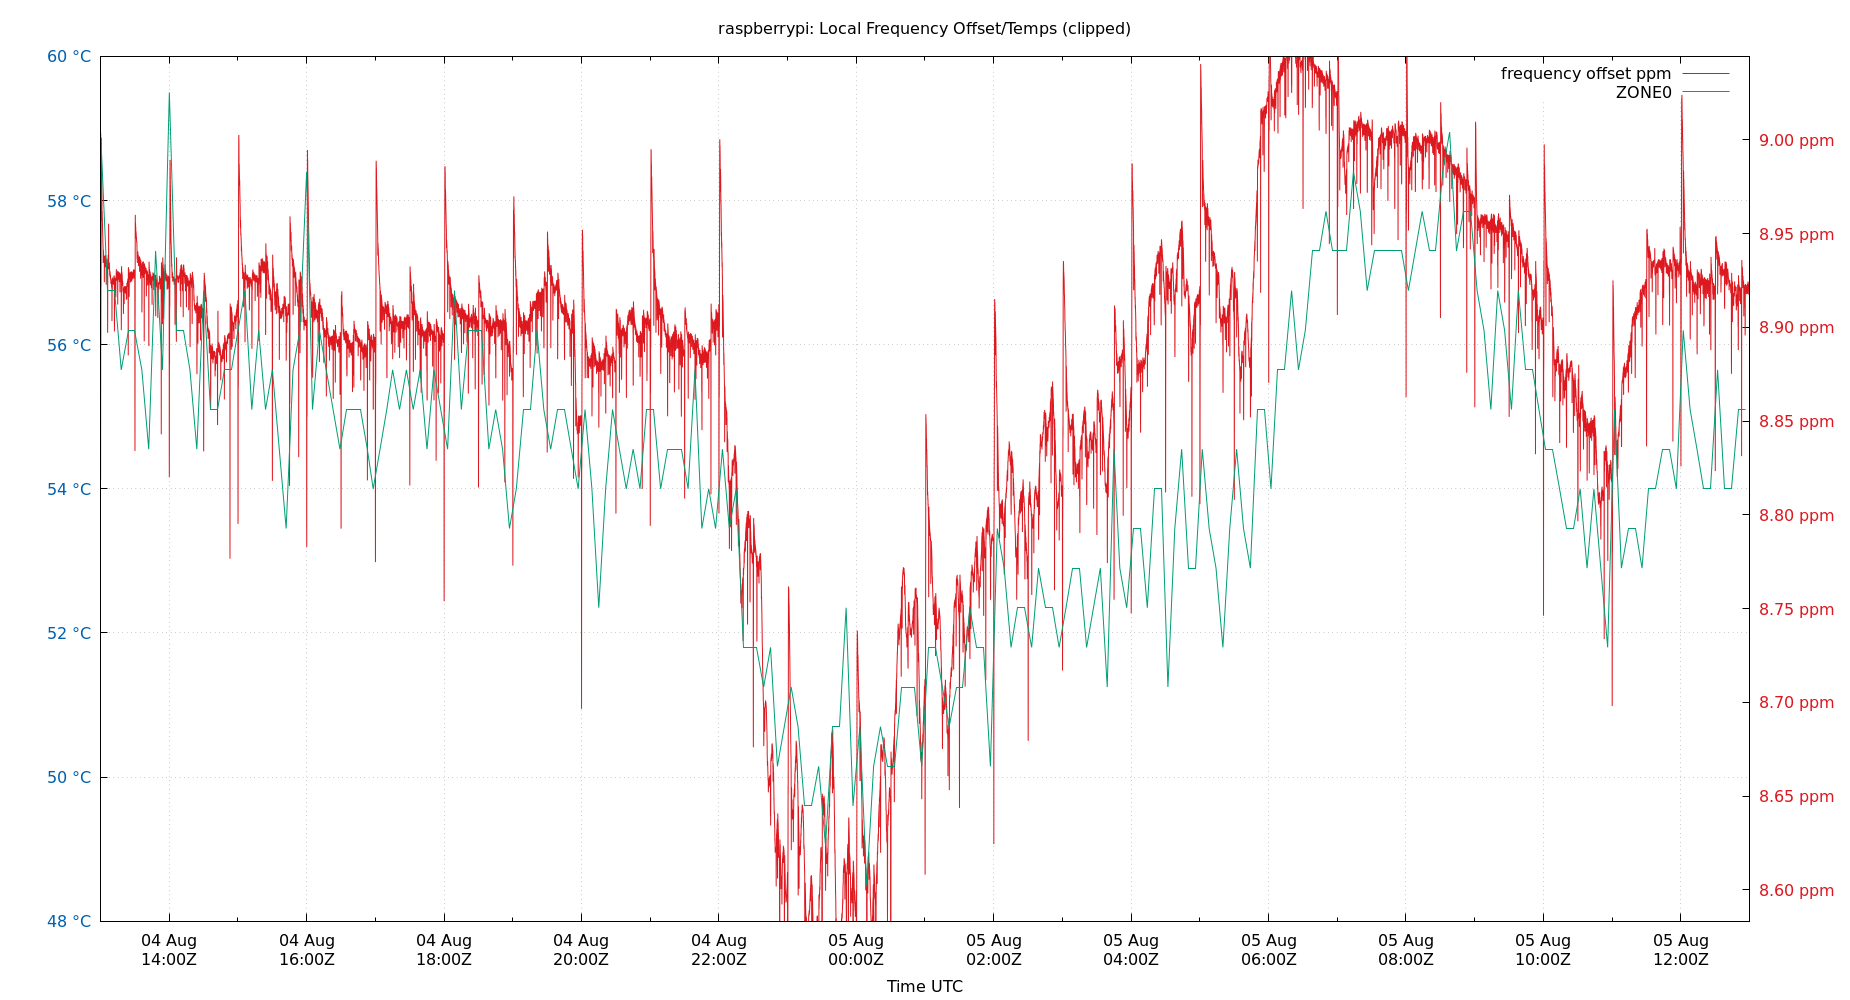 raspberrypi: Local Frequency Offset/Temps (clipped)
frequency offset ppm
ZONE0
60 °C
58 °C
56 °C
54 °C
52 °C
50 °C
48 °C
9.00 ppm
8.95 ppm
8.90 ppm
8.85 ppm
8.80 ppm
8.75 ppm
8.70 ppm
8.65 ppm
8.60 ppm
04 Aug 04 Aug 04 Aug 04 Aug 04 Aug 05 Aug 05 Aug 05 Aug 05 Aug 05 Aug 05 Aug 05 Aug
14:00Z 16:00Z 18:00Z 20:00Z 22:00Z 00:00Z 02:00Z 04:00Z 06:00Z 08:00Z 10:00Z 12:00Z
Time UTC